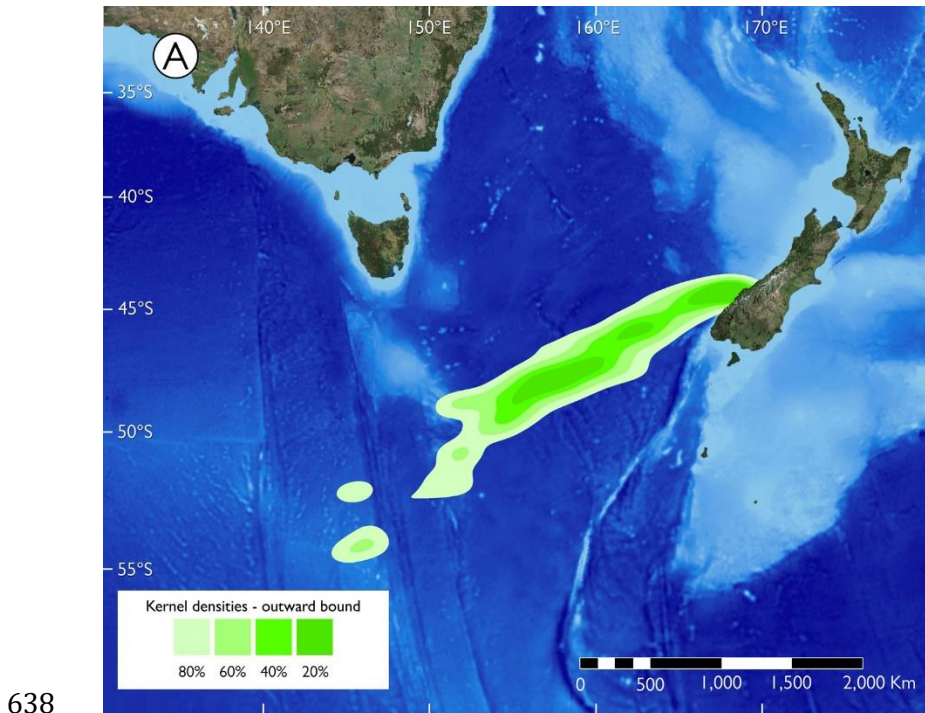 140°E 150°E 160°E 170°E
A
35°S
40°S
45°S
50°S
55°S
Kernel densities - outward bound
80% 60% 40% 20%
0 500 1,000 1,500 2,000 Km
638